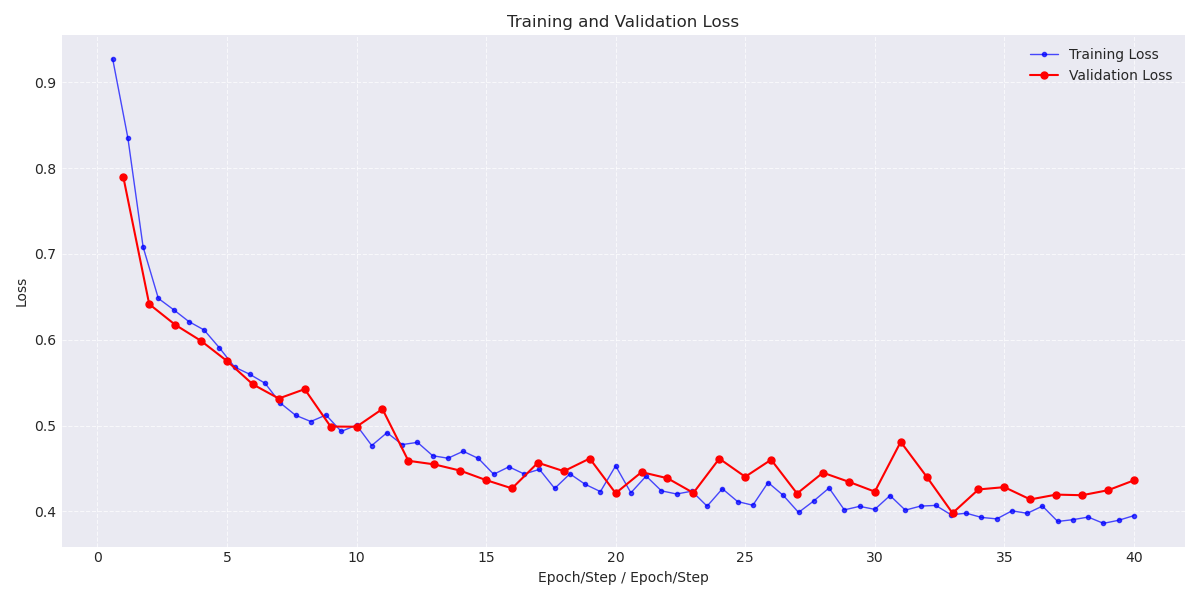 Training and Validation Loss
Training Loss
Validation Loss
0.9
0.8
0.7
0.6
0.5
0.4
Loss
0 5 10 15 20 25 30 35 40
Epoch/Step / Epoch/Step